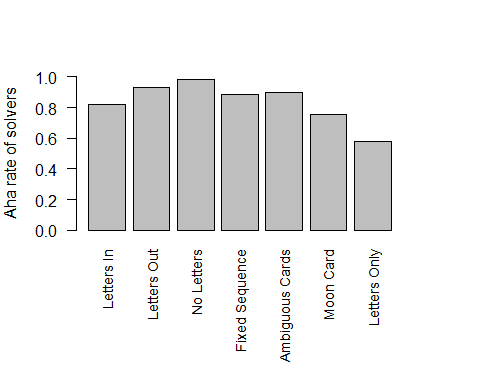 Aha rate of solvers
1.0
0.8
0.6
0.4
0.2
0.0
Letters In
Letters Out
No Letters
Fixed Sequence
Ambiguous Cards
Moon Card
Letters Only